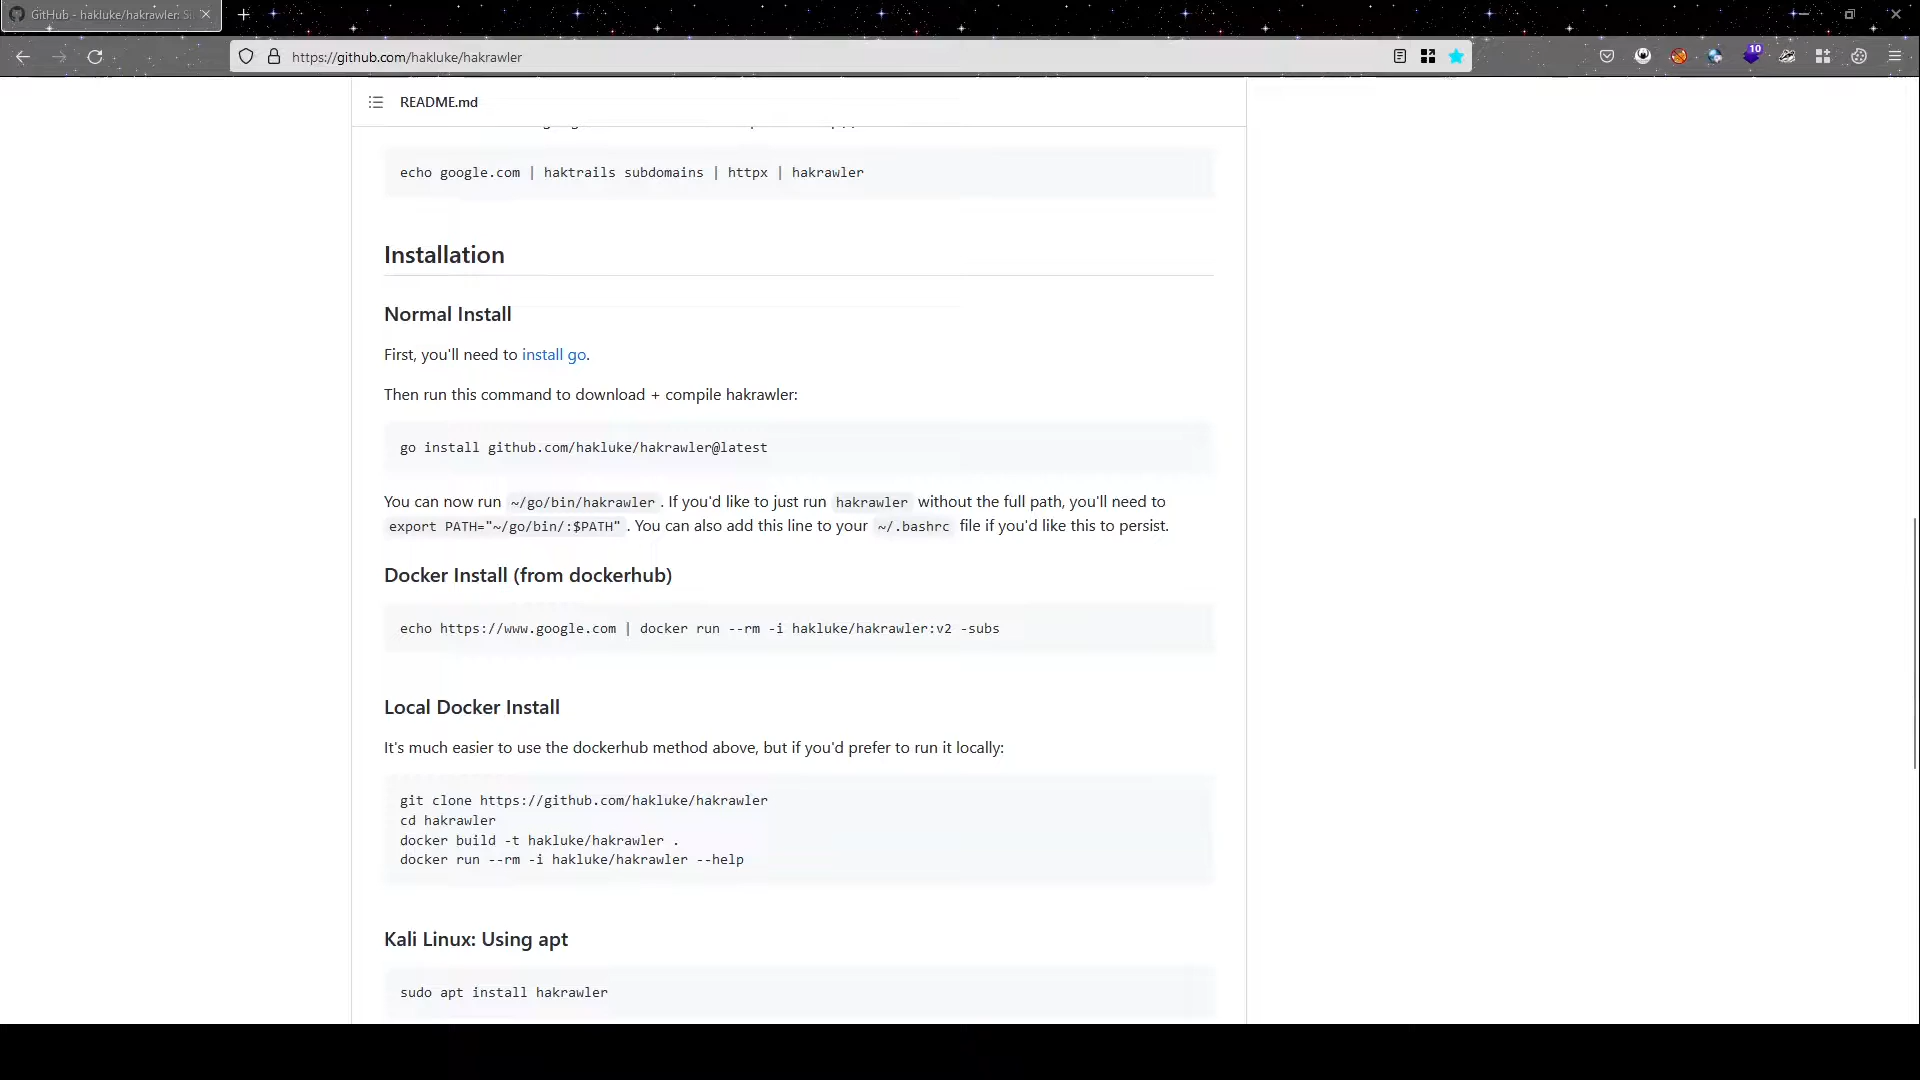 GitHub - hakluke/hakrawler: Si
https://github.com/hakluke/hakrawler
10
README.md
echo google.com | haktrails subdomains | httpx | hakrawler
Installation
Normal Install
First, you'll need to install go.
Then run this command to download + compile hakrawler:
go install github.com/hakluke/hakrawler@latest
You can now run ~/go/bin/hakrawler . If you'd like to just run hakrawler without the full path, you'll need to
export PATH="~/go/bin/:$PATH" . You can also add this line to your ~/.bashrc file if you'd like this to persist.
Docker Install (from dockerhub)
echo https://www.google.com | docker run --rm -i hakluke/hakrawler:v2 -subs
Local Docker Install
It's much easier to use the dockerhub method above, but if you'd prefer to run it locally:
git clone https://github.com/hakluke/hakrawler
cd hakrawler
docker build -t hakluke/hakrawler .
docker run --rm -i hakluke/hakrawler --help
Kali Linux: Using apt
sudo apt install hakrawler